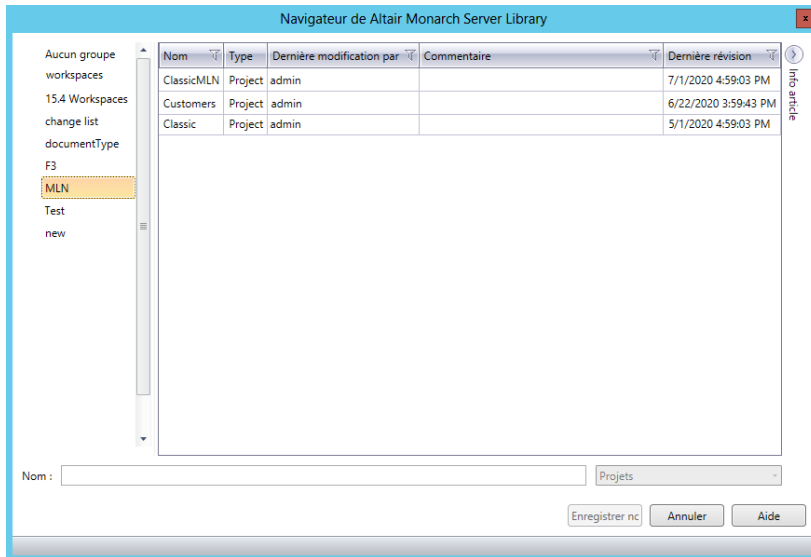 Navigateur de Altair Monarch Server Library
x
Aucun groupe
workspaces
15.4 Workspaces
change list
documentType
F3
MLN
Test
new
Nom Type Dernière modification par Commentaire Dernière révision
ClassicMLN Project admin 7/1/2020 4:59:03 PM
Customers Project admin 6/22/2020 3:59:43 PM
Classic Project admin 5/1/2020 4:59:03 PM
Info article
Nom :
Projets
Enregistrer nc
Annuler
Aide